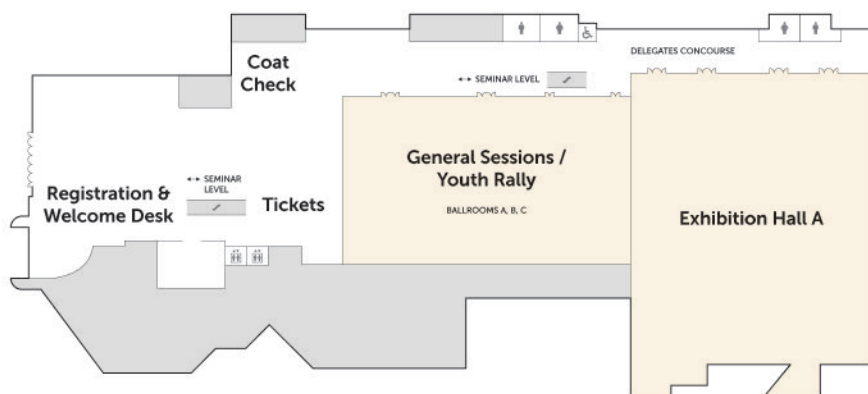 DELEGATES CONCOURSE
Coat
Check
SEMINAR LEVEL
General Sessions /
Youth Rally
BALLROOMS A, B, C
Exhibition Hall A
SEMINAR
LEVEL
Registration &
Welcome Desk
Tickets